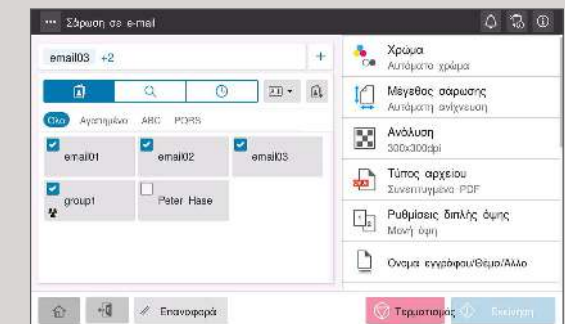 Σάρωση σε e-mail
email03 +2 +
Όλο Αγαπημένο ABC PQRS
email01 email02 email03
group1 Peter Hase
Χρώμα
Αυτόματο χρώμα
Μέγεθος σάρωσης
Αυτόματη ανίχνευση
Ανάλυση
300x300dpi
Τύπος αρχείου
Συνεπτυγμένο PDF
Ρυθμίσεις διπλής όψης
Μονή όψη
Όνομα εγγράφου/Θέμα/Άλλο
Επαναφορά
Τερματισμός
Εκκίνηση